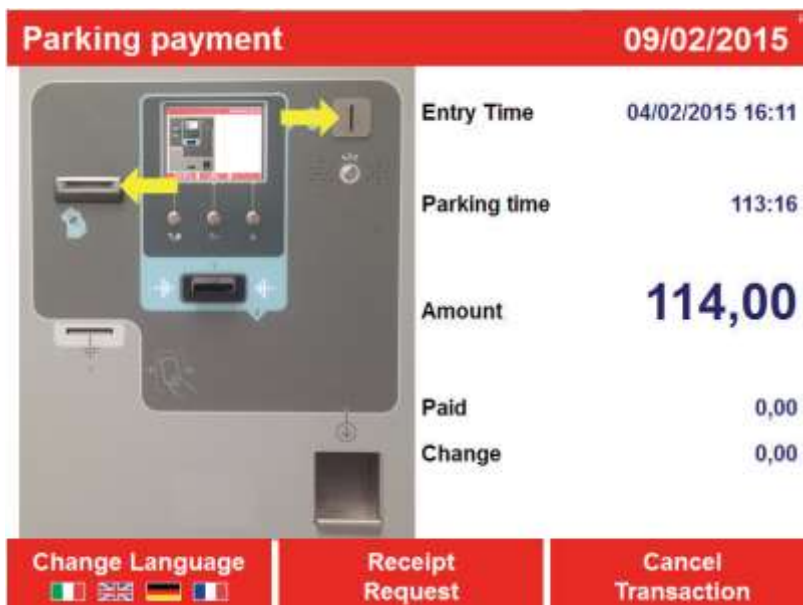 Parking payment 09/02/2015
Entry Time 04/02/2015 16:11
Parking time 113:16
Amount 114,00
Paid 0,00
Change 0,00
Change Language
Receipt
Request
Cancel
Transaction